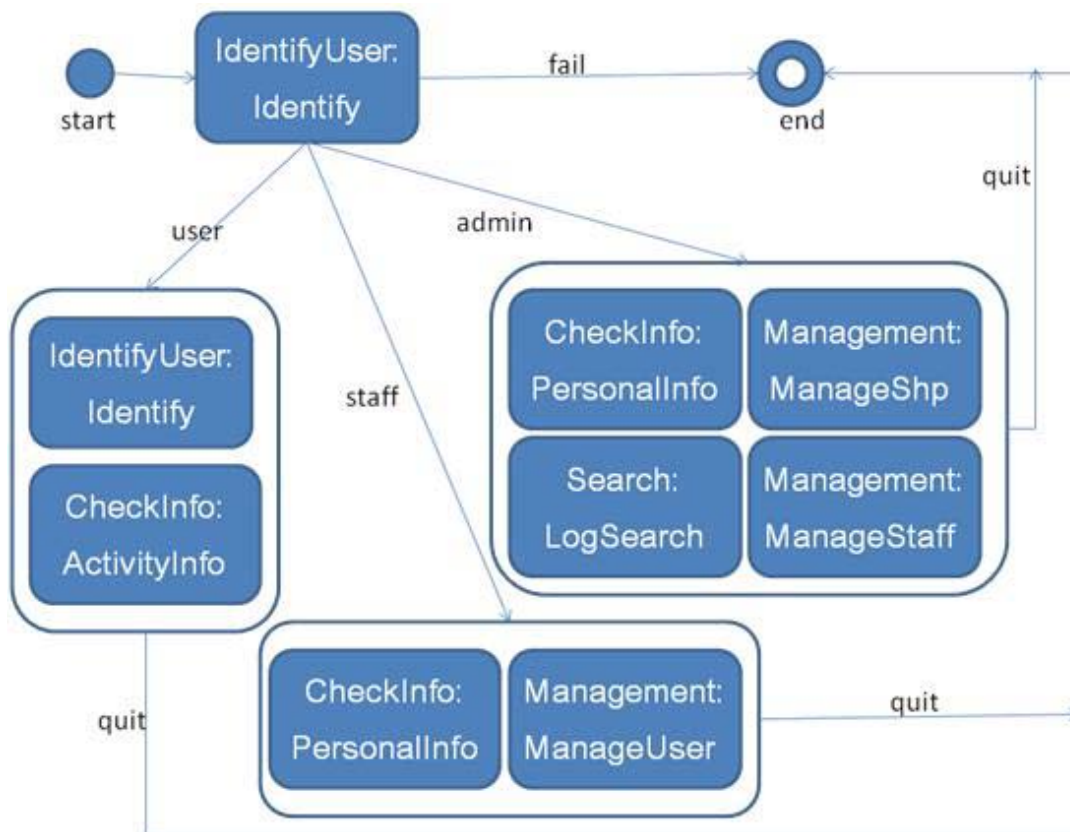 IdentifyUser:
Identify
fail
start
end
quit
user
admin
IdentifyUser:
Identify
CheckInfo:
ActivityInfo
staff
CheckInfo:
PersonalInfo
Management:
ManageShp
Search:
LogSearch
Management:
ManageStaff
quit
CheckInfo:
PersonalInfo
Management:
ManageUser
quit